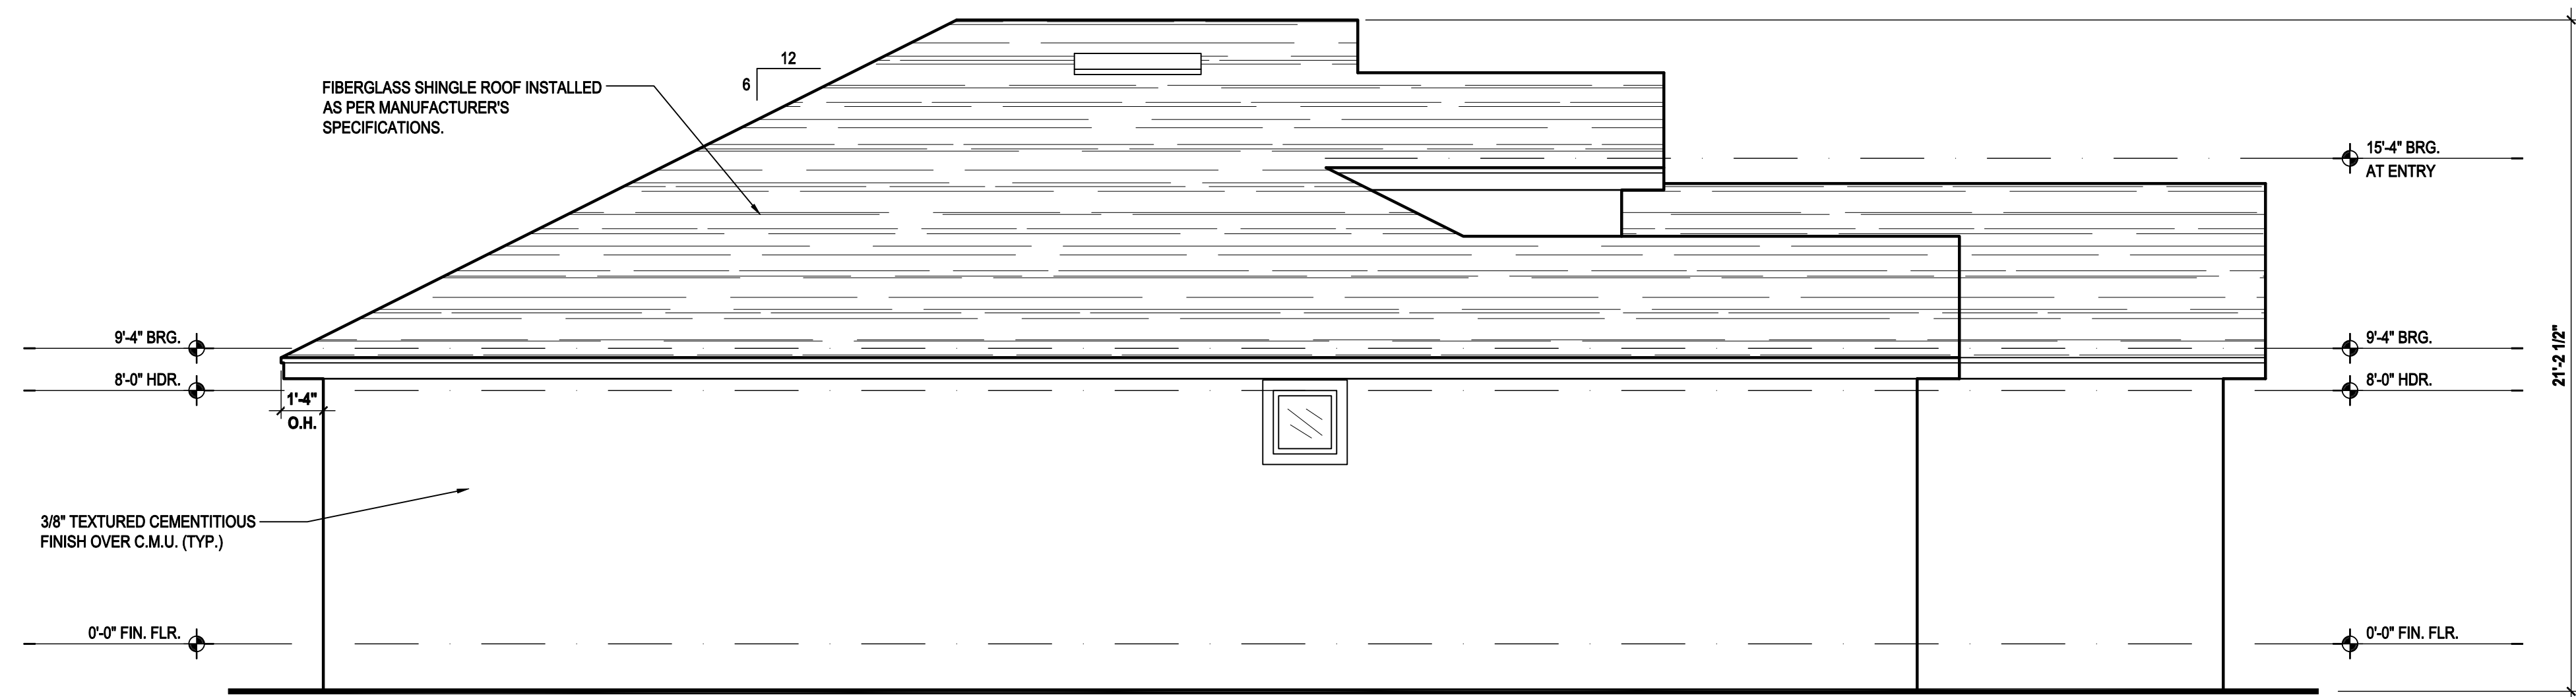 12
6
FIBERGLASS SHINGLE ROOF INSTALLED
AS PER MANUFACTURER'S
SPECIFICATIONS.
15'-4" BRG.
AT ENTRY
9'-4" BRG.
9'-4" BRG.
21'-2 1/2"
8'-0" HDR.
8'-0" HDR.
1'-4"
O.H.
3/8" TEXTURED CEMENTITIOUS
FINISH OVER C.M.U. (TYP.)
0'-0" FIN. FLR.
0'-0" FIN. FLR.